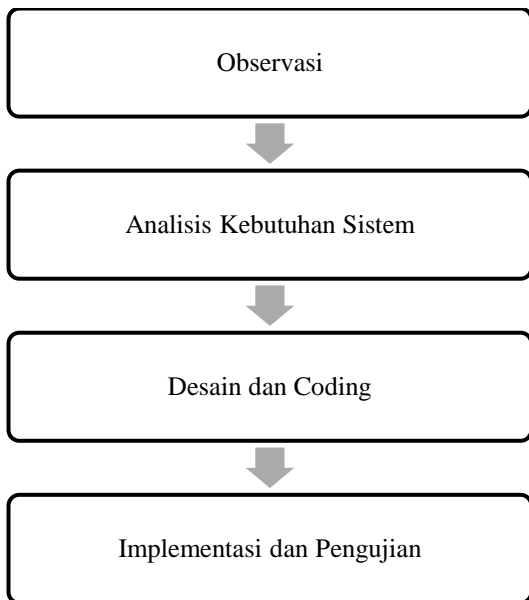 Observasi
Analisis Kebutuhan Sistem
Desain dan Coding
Implementasi dan Pengujian